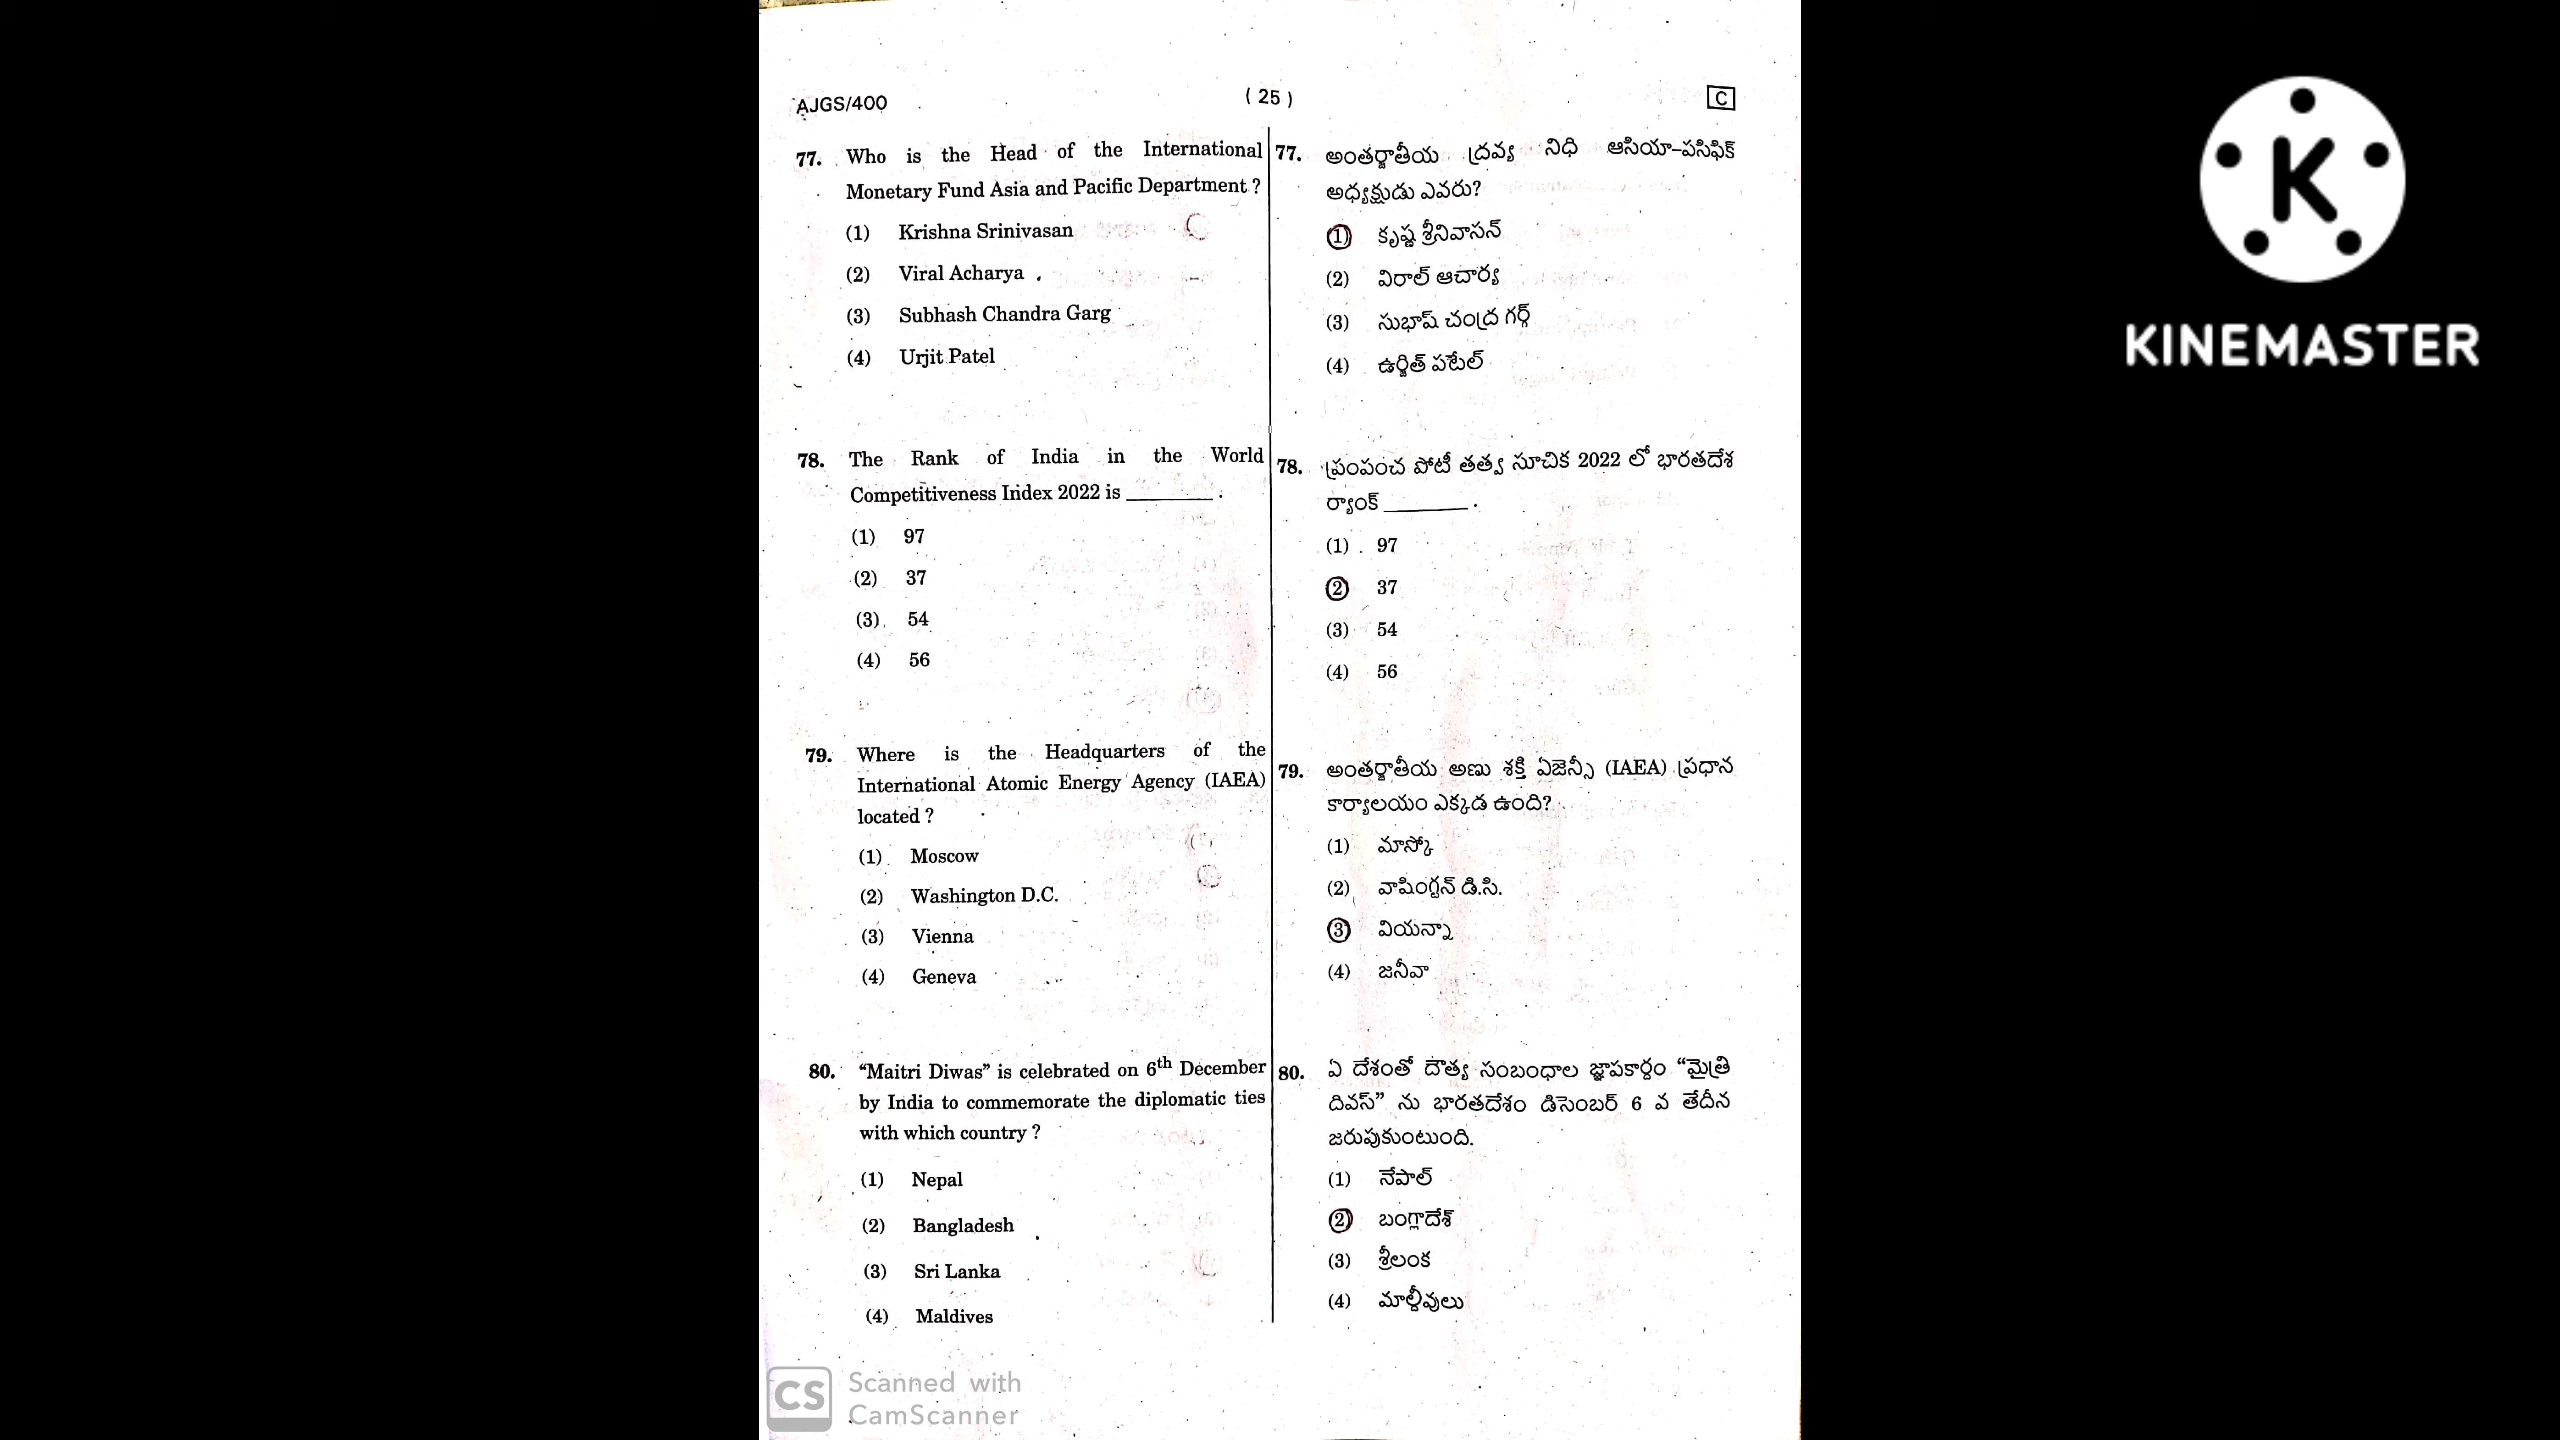 AJGS/400
( 25 )
C
77. Who is the Head of the International
Monetary Fund Asia and Pacific Department ?
(1) Krishna Srinivasan
(2) Viral Acharya
(3) Subhash Chandra Garg
(4) Urjit Patel
78. The Rank of India in the World
Competitiveness Index 2022 is ________ .
(1) 97
(2) 37
(3) 54
(4) 56
79. Where is the Headquarters of the
International Atomic Energy Agency (IAEA)
located ?
(1) Moscow
(2) Washington D.C.
(3) Vienna
(4) Geneva
80. “Maitri Diwas” is celebrated on 6th December
by India to commemorate the diplomatic ties
with which country ?
(1) Nepal
(2) Bangladesh
(3) Sri Lanka
(4) Maldives
77. అంతర్జాతీయ ద్రవ్య నిధి ఆసియా-పసిఫిక్
అధ్యక్షుడు ఎవరు?
(1) కృష్ణ శ్రీనివాసన్
(2) విరాల్ ఆచార్య
(3) సుభాష్ చంద్ర గర్గ్
(4) ఉర్జిత్ పటేల్
78. ప్రపంచ పోటీ తత్వ సూచిక 2022 లో భారతదేశ
ర్యాంక్ ________ .
(1) 97
(2) 37
(3) 54
(4) 56
79. అంతర్జాతీయ అణు శక్తి ఏజెన్సీ (IAEA) ప్రధాన
కార్యాలయం ఎక్కడ ఉంది?
(1) మాస్కో
(2) వాషింగ్టన్ డి.సి.
(3) వియన్నా
(4) జనీవా
80. ఏ దేశంతో దౌత్య సంబంధాల జ్ఞాపకార్దం “మైత్రి
దివస్” ను భారతదేశం డిసెంబర్ 6 వ తేదీన
జరుపుకుంటుంది.
(1) నేపాల్
(2) బంగ్లాదేశ్
(3) శ్రీలంక
(4) మాల్దీవులు
CS Scanned with
CamScanner
K
KINEMASTER